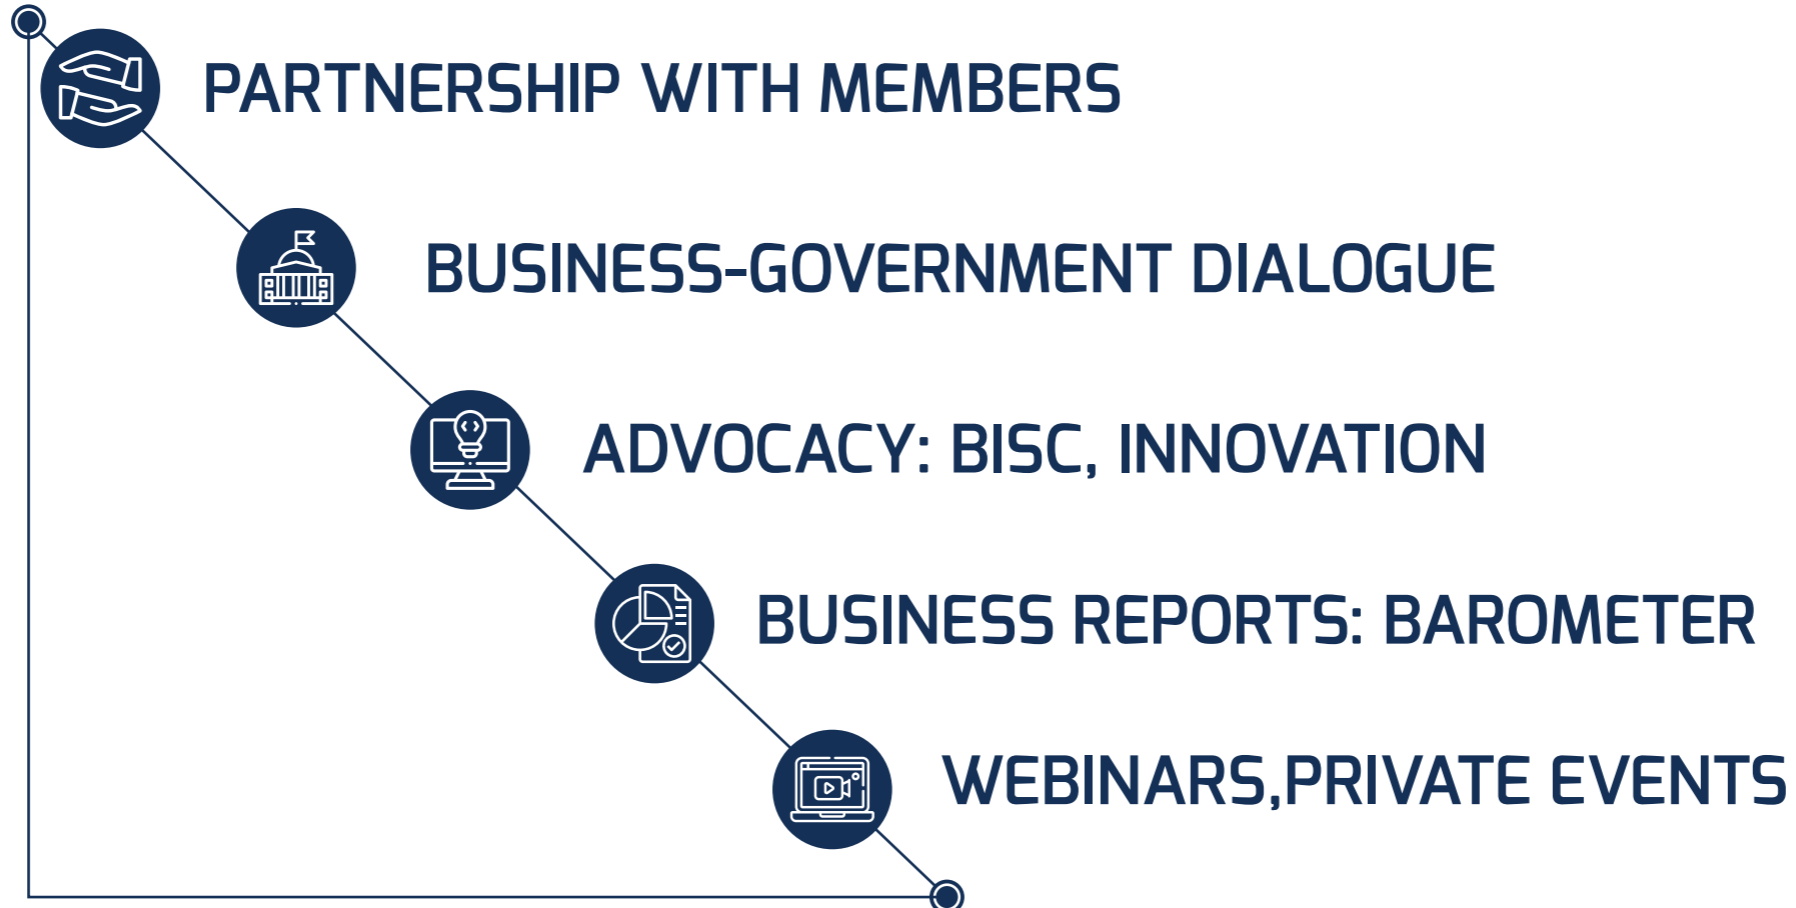 PARTNERSHIP WITH MEMBERS
BUSINESS-GOVERNMENT DIALOGUE
ADVOCACY: BISC, INNOVATION
BUSINESS REPORTS: BAROMETER
WEBINARS,PRIVATE EVENTS